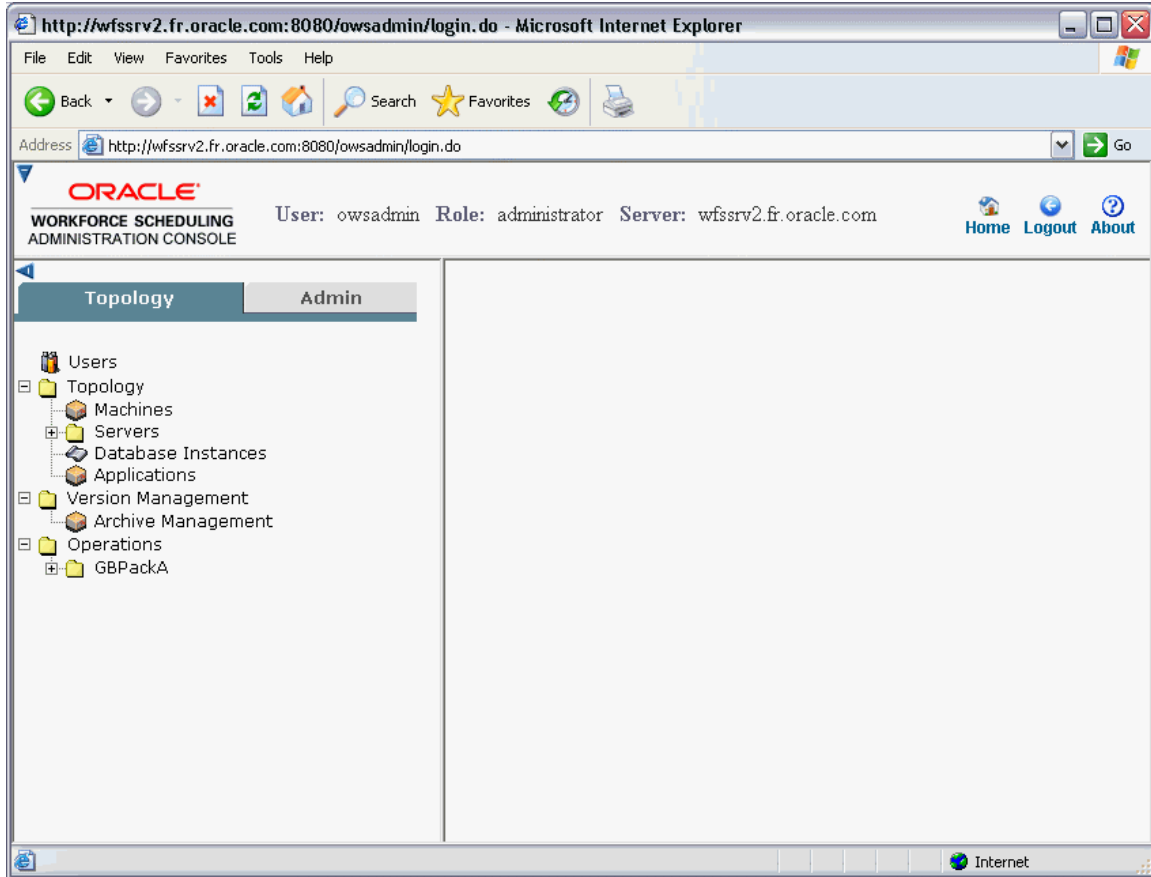 http://wfssrv2.fr.oracle.com:8080/owsadmin/login.do - Microsoft Internet Explorer
File Edit View Favorites Tools Help
Back Search Favorites
Address http://wfssrv2.fr.oracle.com:8080/owsadmin/login.do Go
ORACLE
WORKFORCE SCHEDULING
ADMINISTRATION CONSOLE
User: owsadmin Role: administrator Server: wfssrv2.fr.oracle.com
Home Logout About
Topology Admin
Users
Topology
Machines
Servers
Database Instances
Applications
Version Management
Archive Management
Operations
GBPackA
Internet